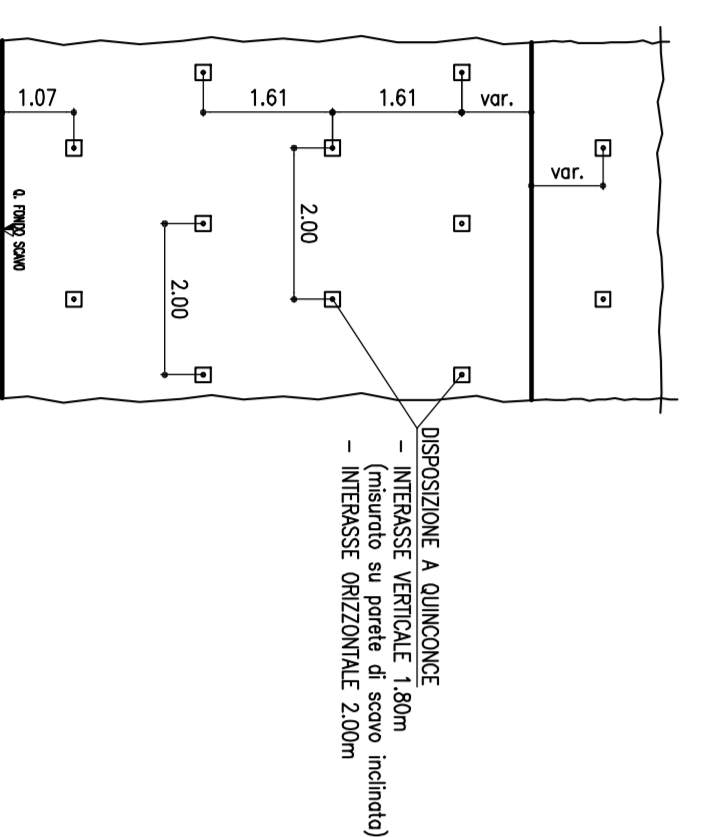 1.07
1.61
1.61
var.
var.
2.00
2.00
Q. FONDO SCAVO
DISPOSIZIONE A QUINCONCE
- INTERASSE VERTICALE 1.80m
(misurato su parete di scavo inclinata)
- INTERASSE ORIZZONTALE 2.00m